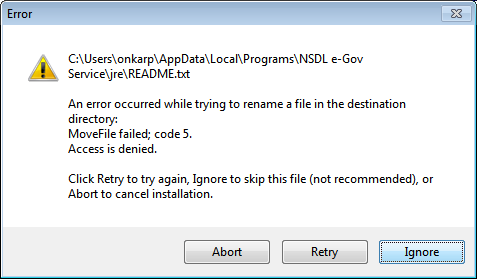 Error
C:\Users\onkarp\AppData\Local\Programs\NSDL e-Gov
Service\jre\README.txt
An error occurred while trying to rename a file in the destination
directory:
MoveFile failed; code 5.
Access is denied.
Click Retry to try again, Ignore to skip this file (not recommended), or
Abort to cancel installation.
Abort
Retry
Ignore